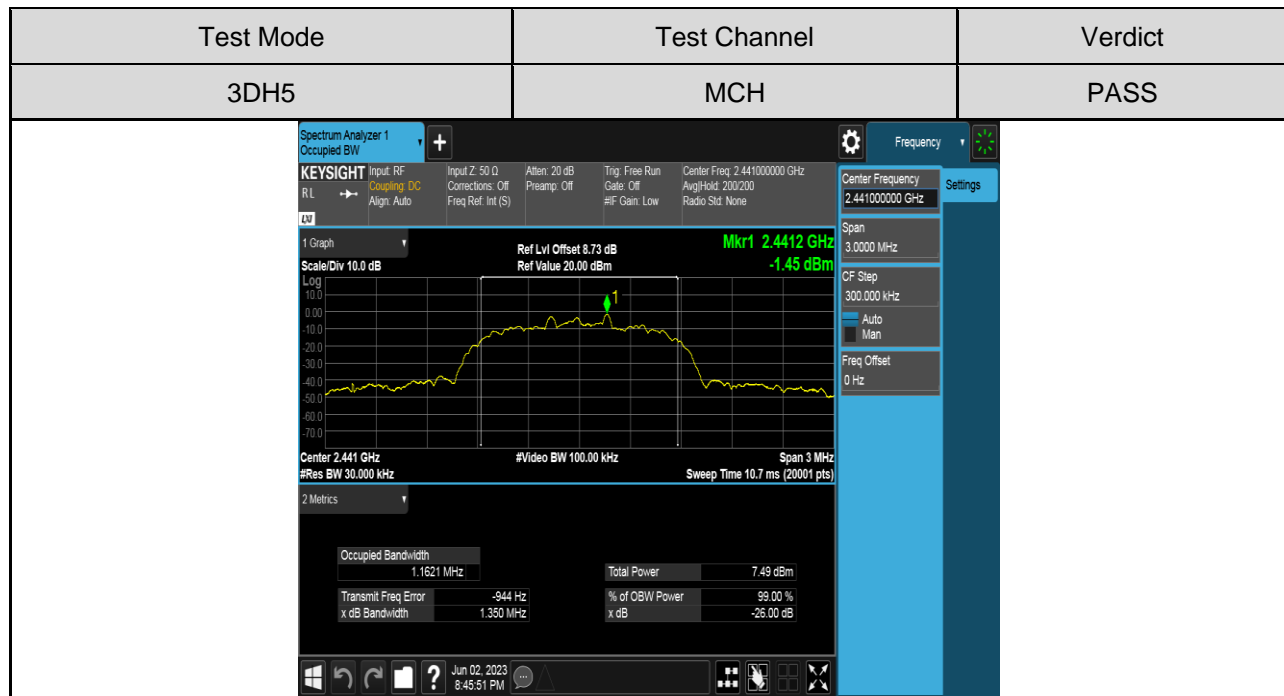 Test Mode Test Channel Verdict
3DH5 MCH PASS
Spectrum Analyzer 1
Occupied BW
+
Frequency
KEYSIGHT Input: RF Input Z: 50 Ω Atten: 20 dB Trig: Free Run Center Freq: 2.441000000 GHz
RL Coupling: DC Corrections: Off Preamp: Off Gate: Off Avg|Hold: 200/200
Align: Auto Freq Ref: Int (S) #IF Gain: Low Radio Std: None
LXI
Center Frequency
2.441000000 GHz
Settings
Span
3.0000 MHz
CF Step
300.000 kHz
Auto
Man
Freq Offset
0 Hz
1 Graph
Ref Lvl Offset 8.73 dB Mkr1 2.4412 GHz
Scale/Div 10.0 dB Ref Value 20.00 dBm -1.45 dBm
Log
10.0
1
0.00
-10.0
-20.0
-30.0
-40.0
-50.0
-60.0
-70.0
Center 2.441 GHz #Video BW 100.00 kHz Span 3 MHz
#Res BW 30.000 kHz Sweep Time 10.7 ms (20001 pts)
2 Metrics
Occupied Bandwidth
1.1621 MHz Total Power 7.49 dBm
Transmit Freq Error -944 Hz % of OBW Power 99.00 %
x dB Bandwidth 1.350 MHz x dB -26.00 dB
? Jun 02, 2023
8:45:51 PM